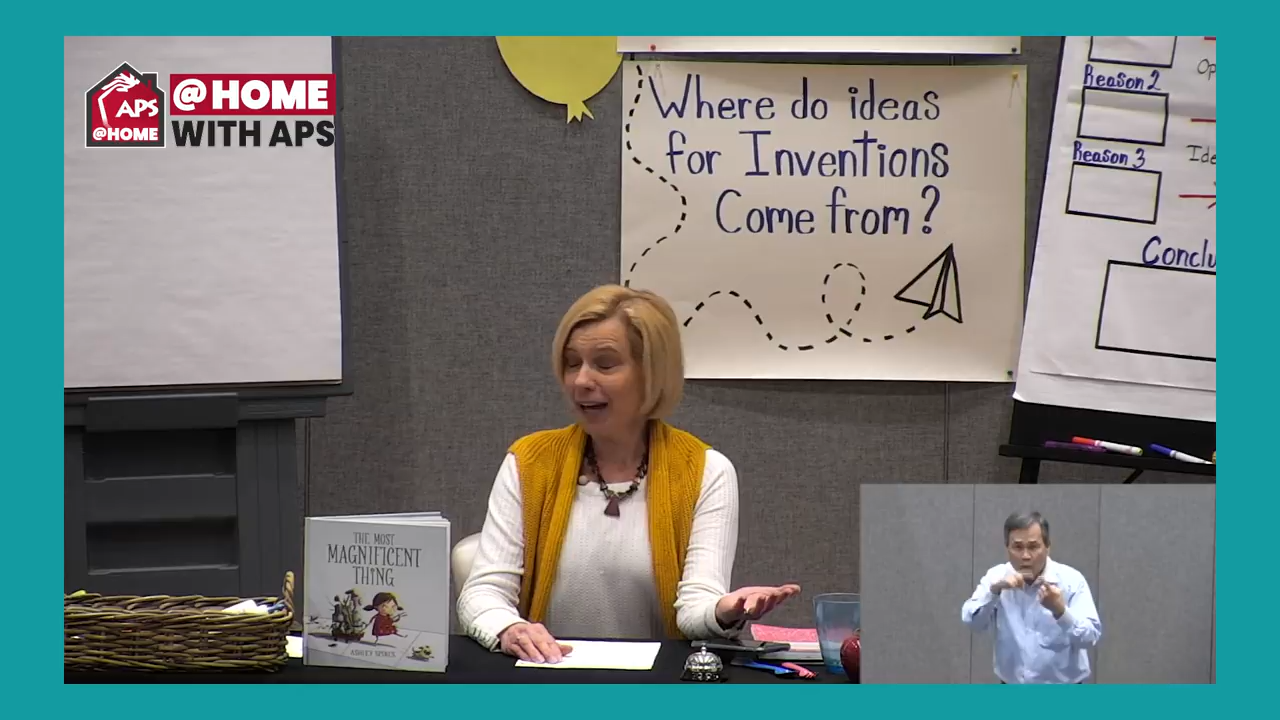 APS
@HOME
@HOME
WITH APS
Where do ideas
for Inventions
Come from?
Reason 2
Reason 3
THE MOST
MAGNIFICENT
THING
ASHLEY SPIRES